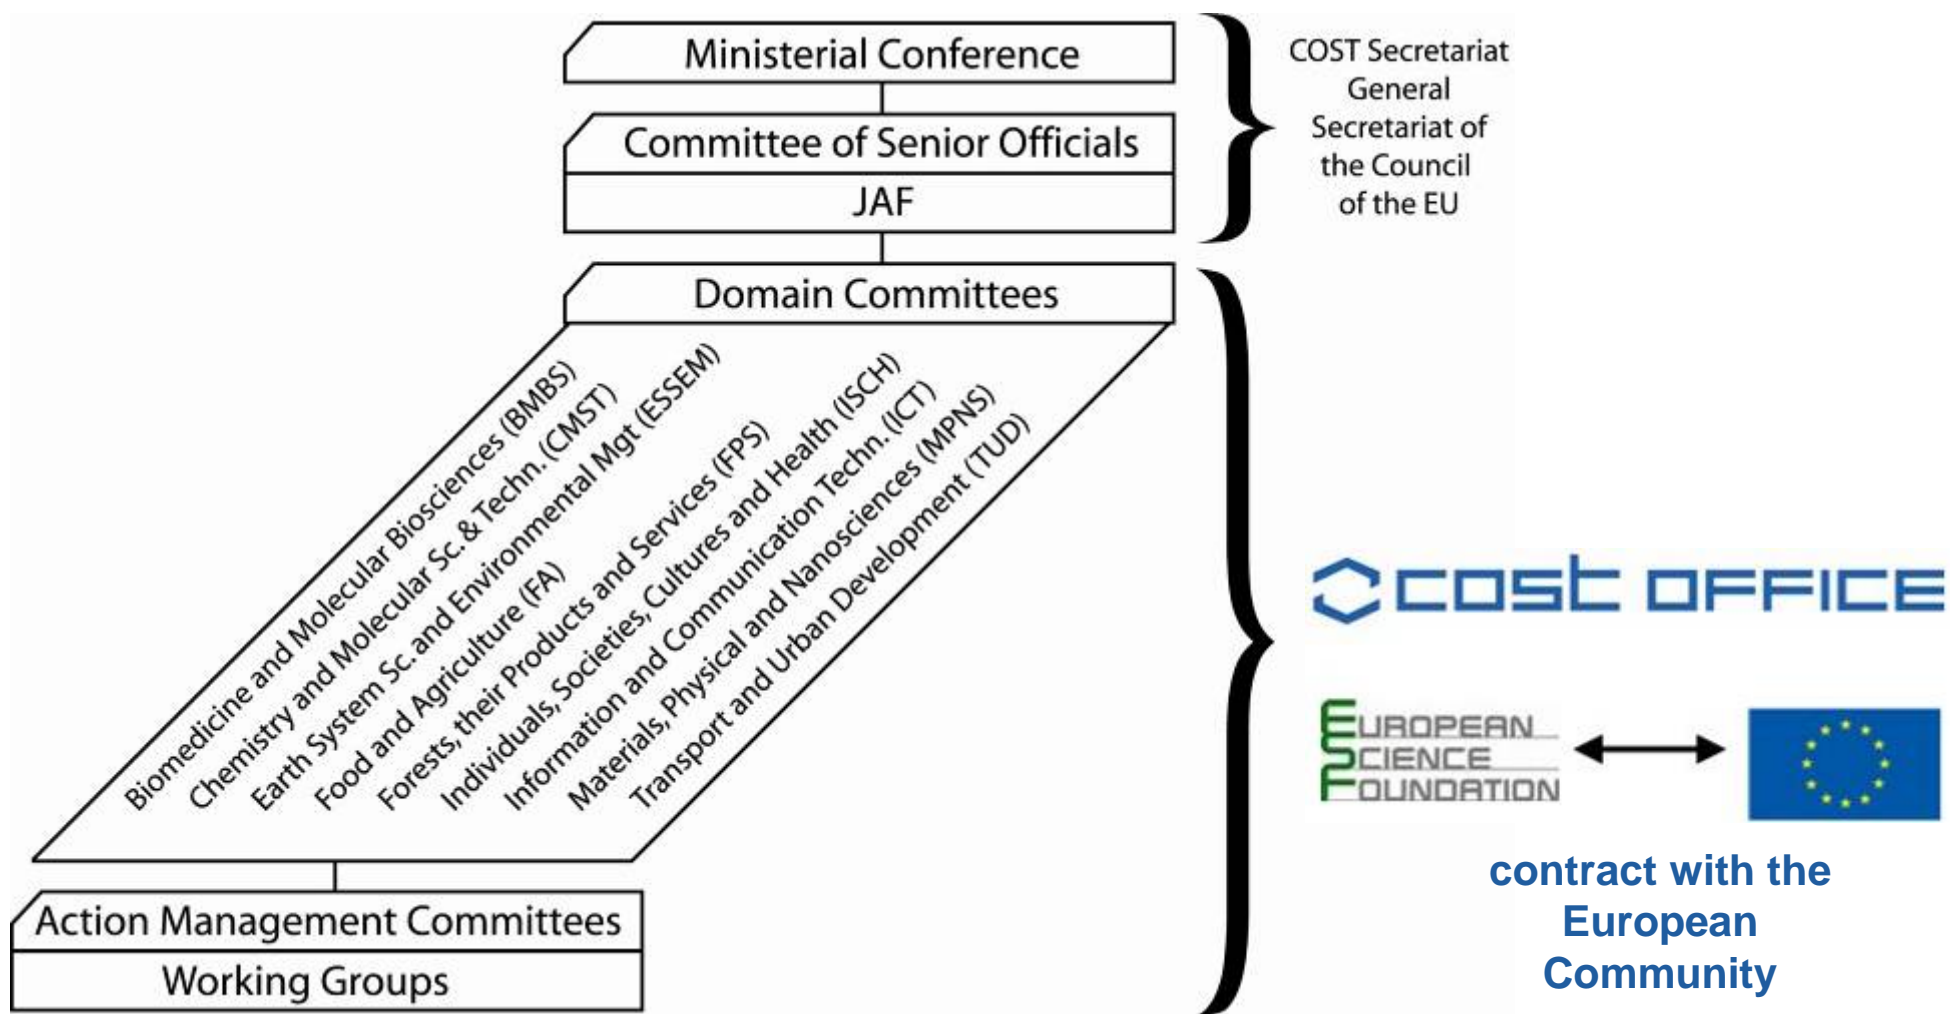 Ministerial Conference
Committee of Senior Officials
JAF
COST Secretariat
General
Secretariat of
the Council
of the EU
Domain Committees
Biomedicine and Molecular Biosciences (BMBS)
Chemistry and Molecular Sc. & Techn. (CMST)
Earth System Sc. and Environmental Mgt (ESSEM)
Food and Agriculture (FA)
Forests, their Products and Services (FPS)
Individuals, Societies, Cultures and Health (ISCH)
Information and Communication Techn. (ICT)
Materials, Physical and Nanosciences (MPNS)
Transport and Urban Development (TUD)
Action Management Committees
Working Groups
COST OFFICE
EUROPEAN
SCIENCE
FOUNDATION
contract with the
European
Community